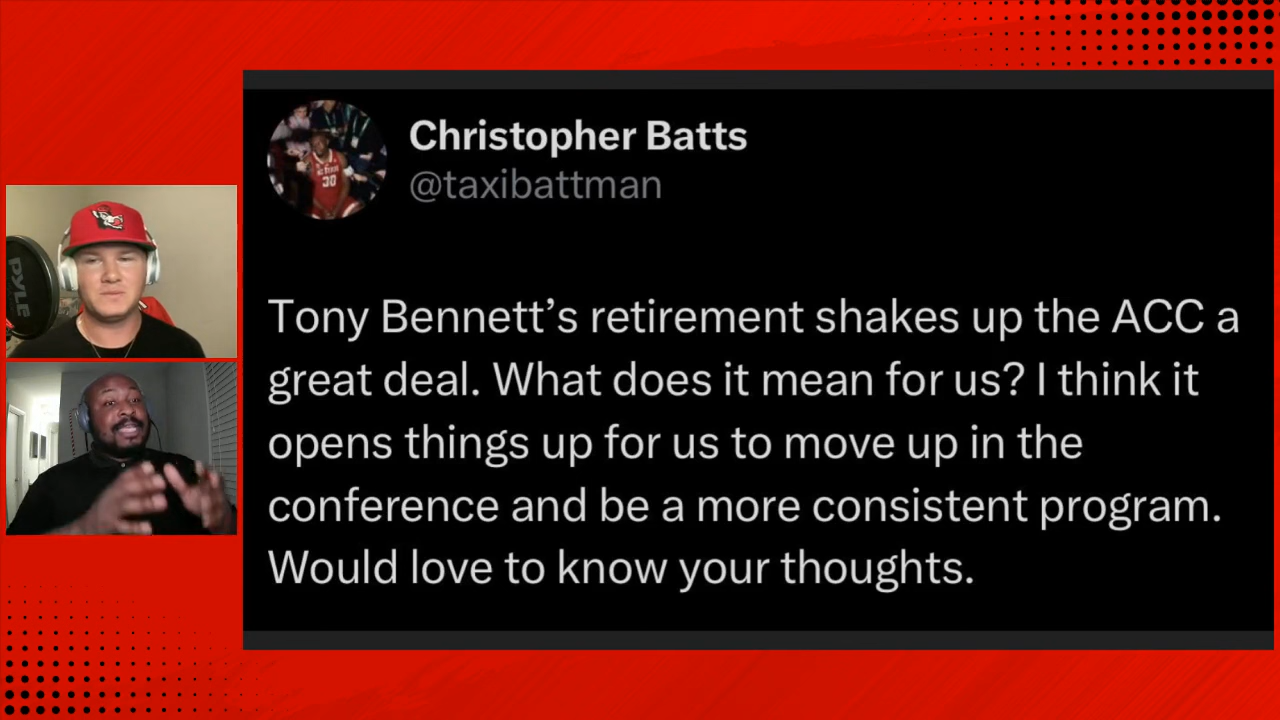 Christopher Batts
@taxibattman
Tony Bennett’s retirement shakes up the ACC a
great deal. What does it mean for us? I think it
opens things up for us to move up in the
conference and be a more consistent program.
Would love to know your thoughts.
PYLE
30